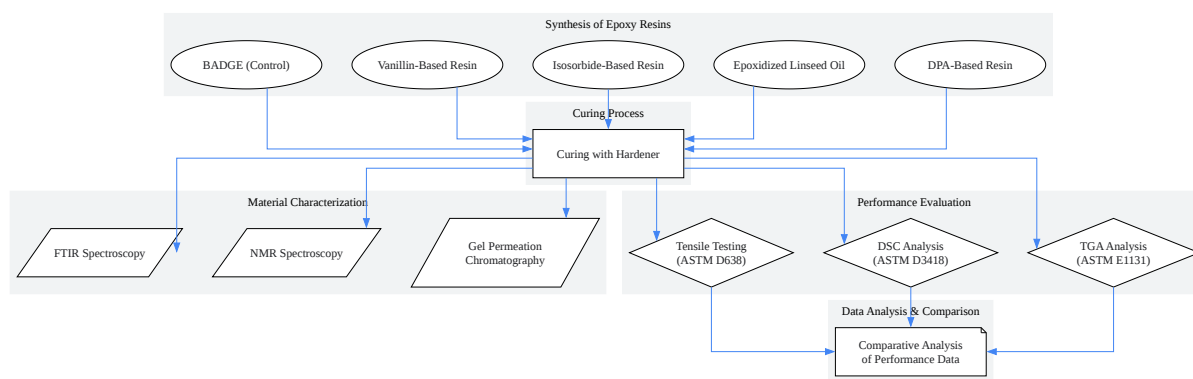 Synthesis of Epoxy Resins
BADGE (Control)
Vanillin-Based Resin
Isosorbide-Based Resin
Epoxidized Linseed Oil
DPA-Based Resin
Curing Process
Curing with Hardener
Material Characterization
Performance Evaluation
FTIR Spectroscopy
NMR Spectroscopy
Gel Permeation
Chromatography
Tensile Testing
(ASTM D638)
DSC Analysis
(ASTM D3418)
TGA Analysis
(ASTM E1131)
Data Analysis & Comparison
Comparative Analysis
of Performance Data